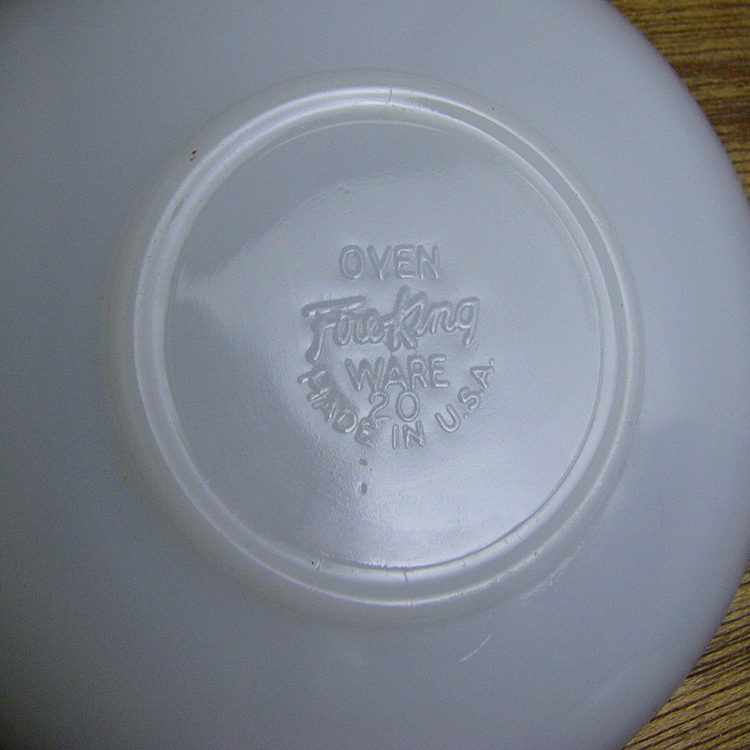 OVEN
Fire-King
WARE
20
MADE IN U.S.A.